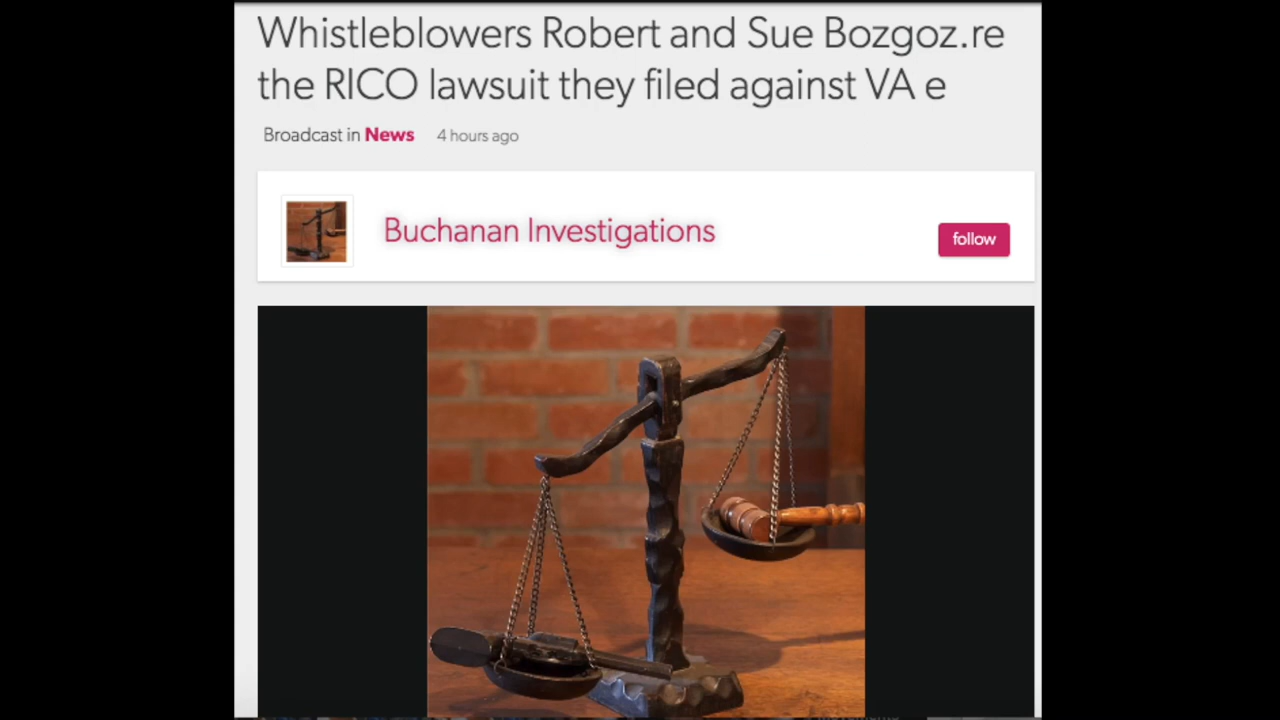 Whistleblowers Robert and Sue Bozgoz.re
the RICO lawsuit they filed against VA e
Broadcast in News 4 hours ago
Buchanan Investigations
follow